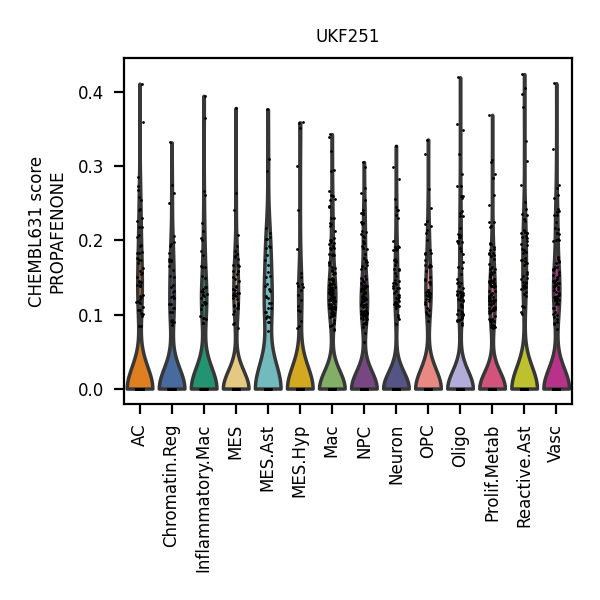 UKF251
CHEMBL631 score
PROPAFENONE
0.4
0.3
0.2
0.1
0.0
AC
Chromatin.Reg
Inflammatory.Mac
MES
MES.Ast
MES.Hyp
Mac
NPC
Neuron
OPC
Oligo
Prolif.Metab
Reactive.Ast
Vasc